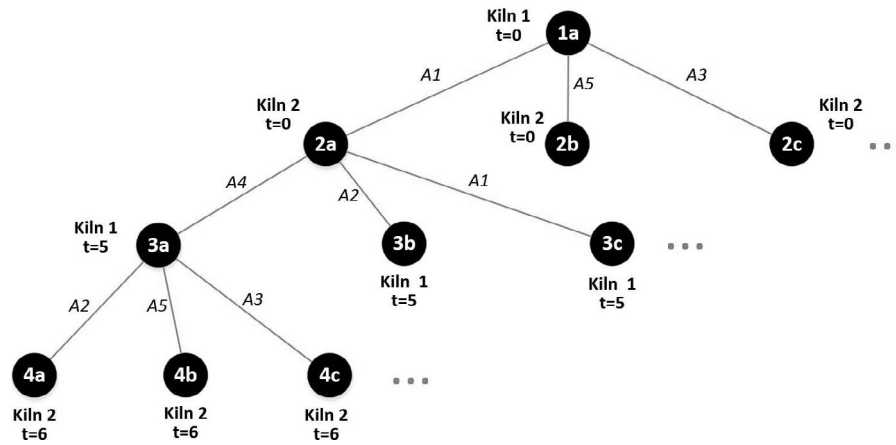 Kiln 1
t=0
1a
A1
A5
A3
Kiln 2
t=0
2a
Kiln 2
t=0
2b
Kiln 2
t=0
2c
A4
A2
A1
Kiln 1
t=5
3a
3b
Kiln 1
t=5
3c
Kiln 1
t=5
A2
A5
A3
4a
4b
4c
Kiln 2
t=6
Kiln 2
t=6
Kiln 2
t=6